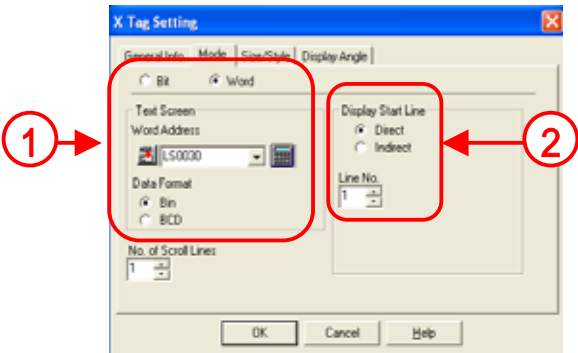 X Tag Setting
General Info Mode Size/Style Display Angle
Bit Word
Text Screen
Word Address
LS0030
Data Format
Bin
BCD
No. of Scroll Lines
1
Display Start Line
Direct
Indirect
Line No.
1
1
2
OK Cancel Help